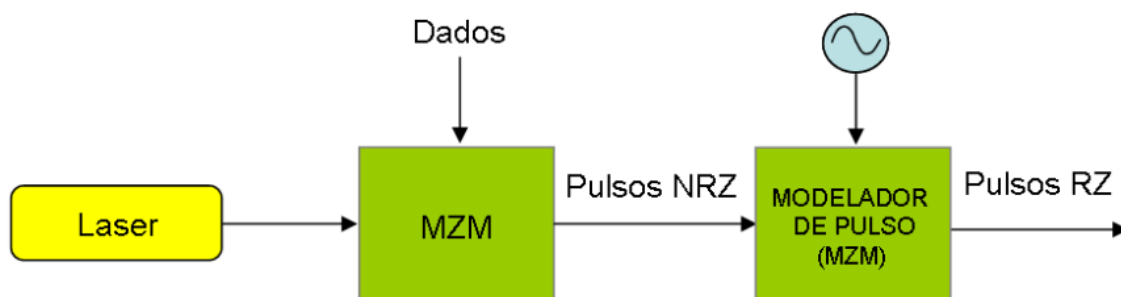 Dados
Laser
MZM
Pulsos NRZ
MODELADOR
DE PULSO
(MZM)
Pulsos RZ